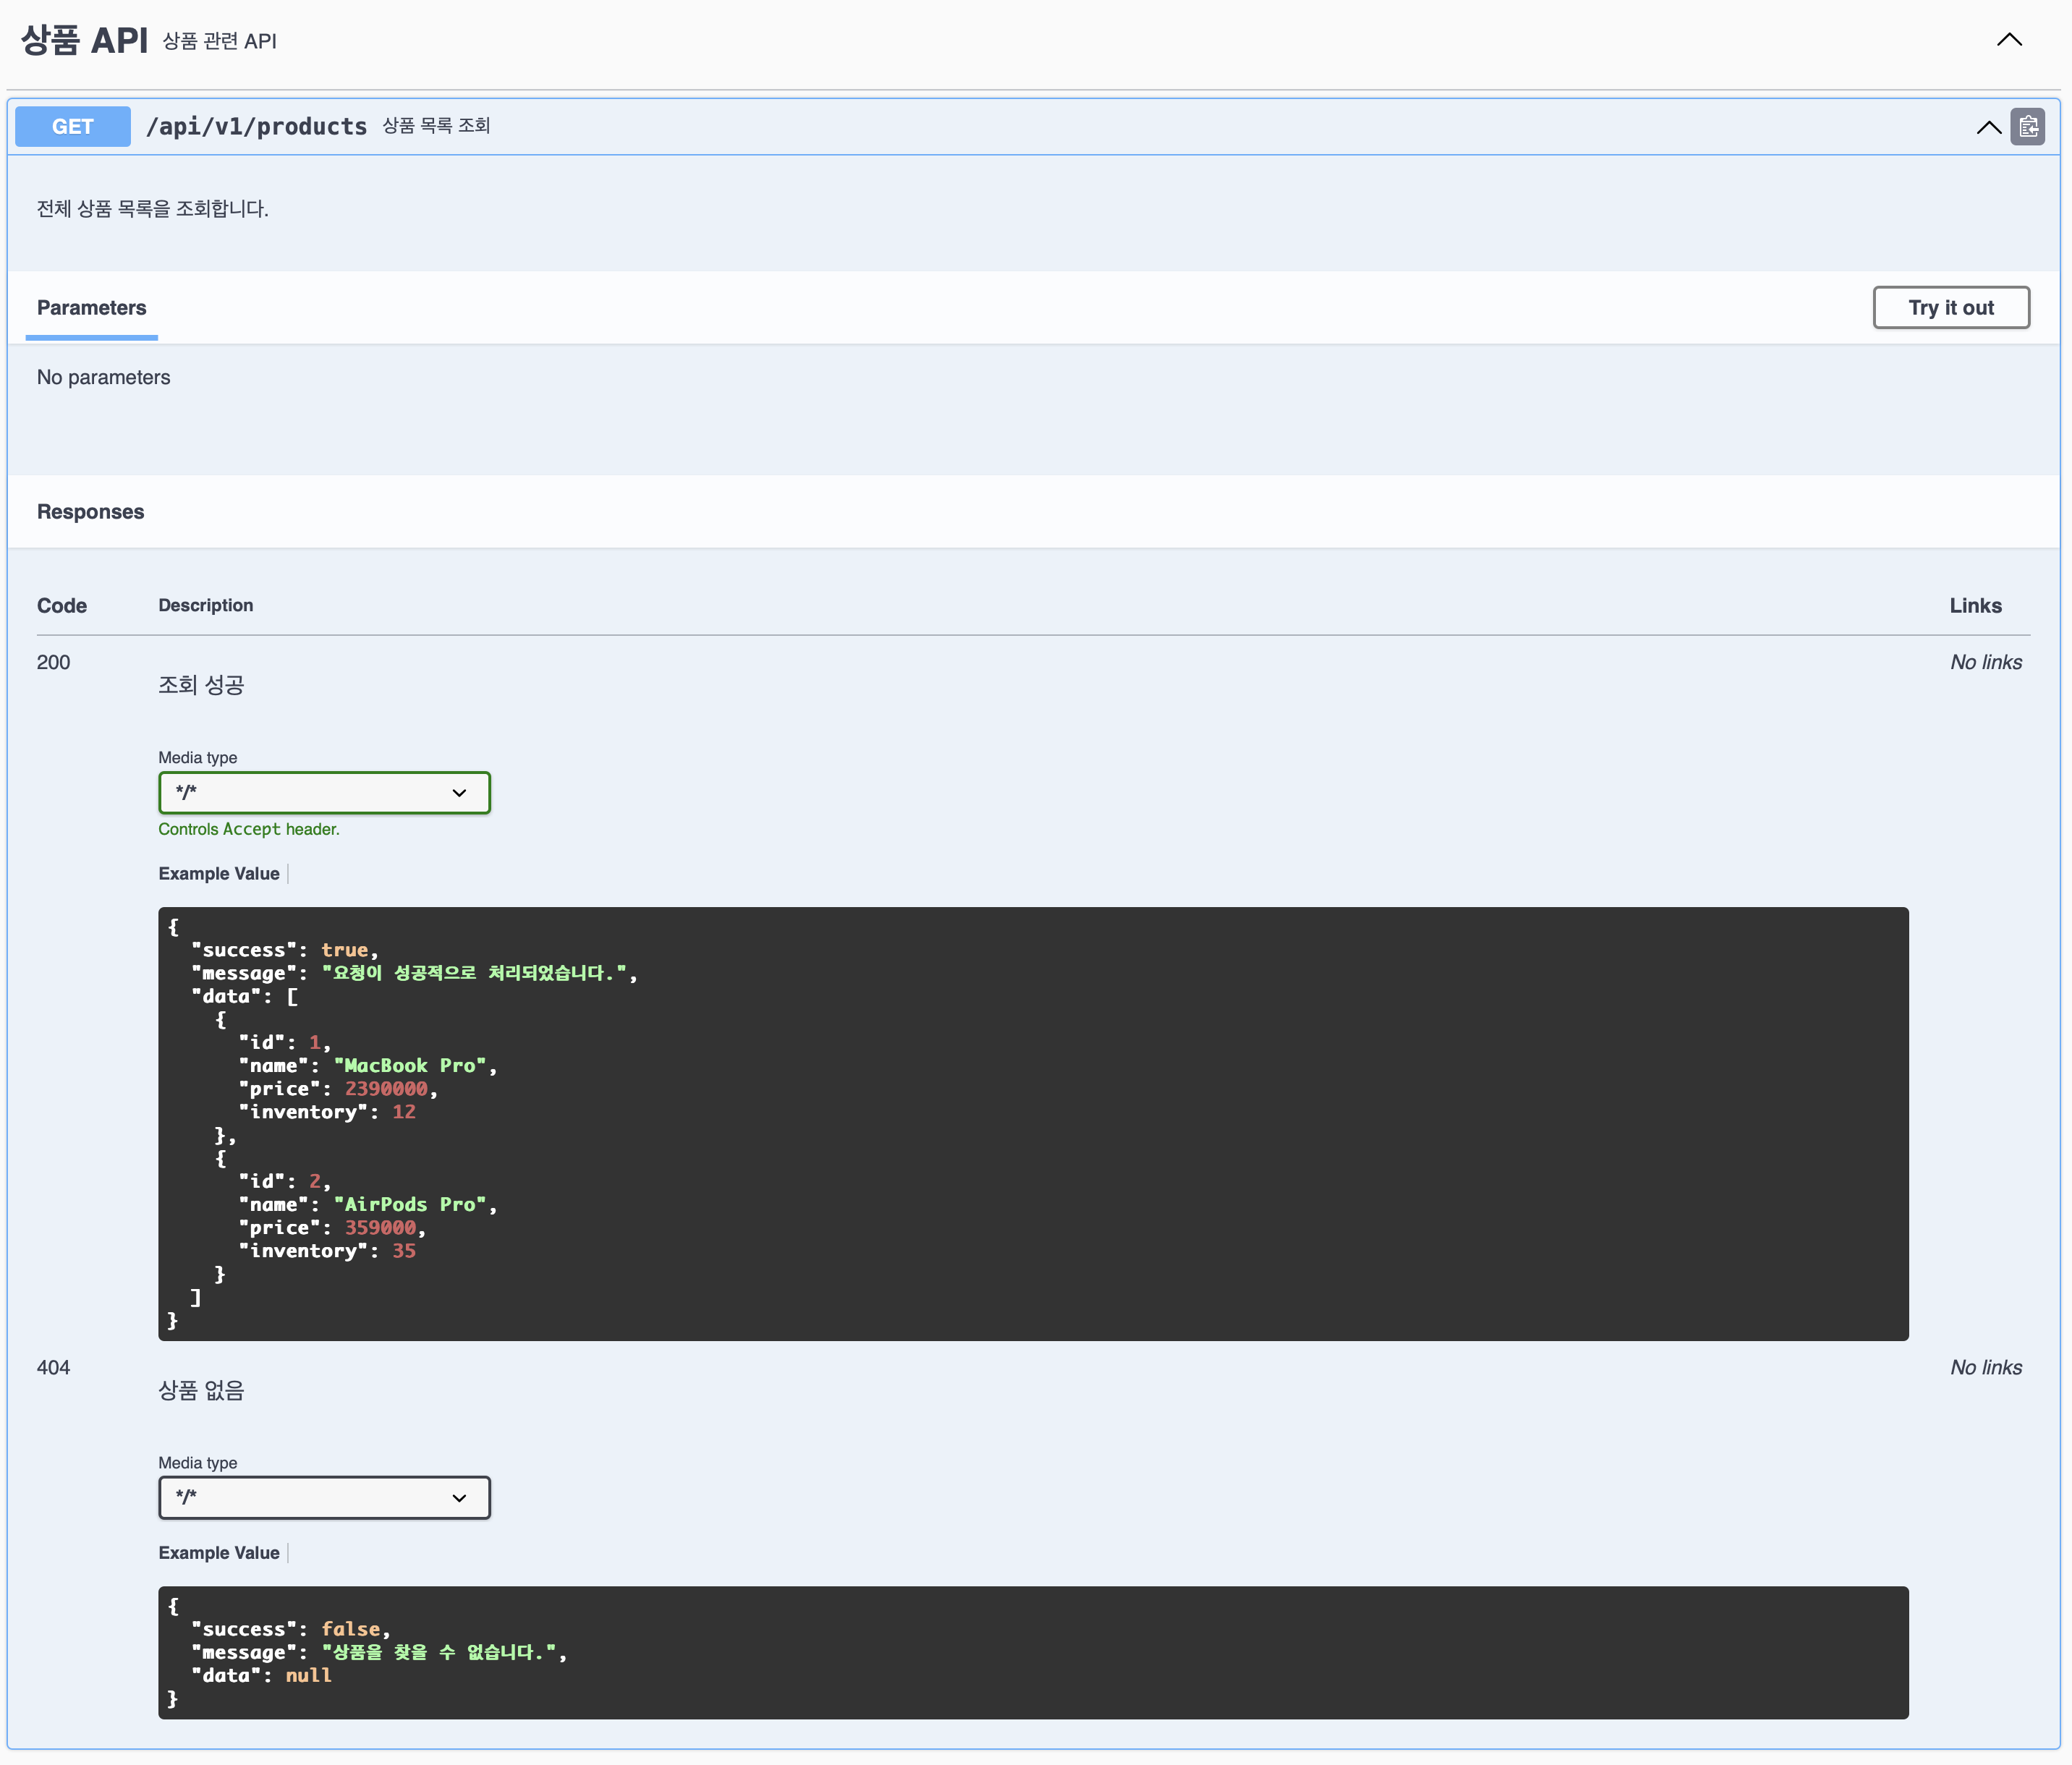 상품 API 상품 관련 API
GET /api/v1/products 상품 목록 조회
전체 상품 목록을 조회합니다.
Parameters
Try it out
No parameters
Responses
Code Description Links
200 No links
조회 성공
Media type
*/*
Controls Accept header.
Example Value
{
  "success": true,
  "message": "요청이 성공적으로 처리되었습니다.",
  "data": [
    {
      "id": 1,
      "name": "MacBook Pro",
      "price": 2390000,
      "inventory": 12
    },
    {
      "id": 2,
      "name": "AirPods Pro",
      "price": 359000,
      "inventory": 35
    }
  ]
}
404 No links
상품 없음
Media type
*/*
Example Value
{
  "success": false,
  "message": "상품을 찾을 수 없습니다.",
  "data": null
}